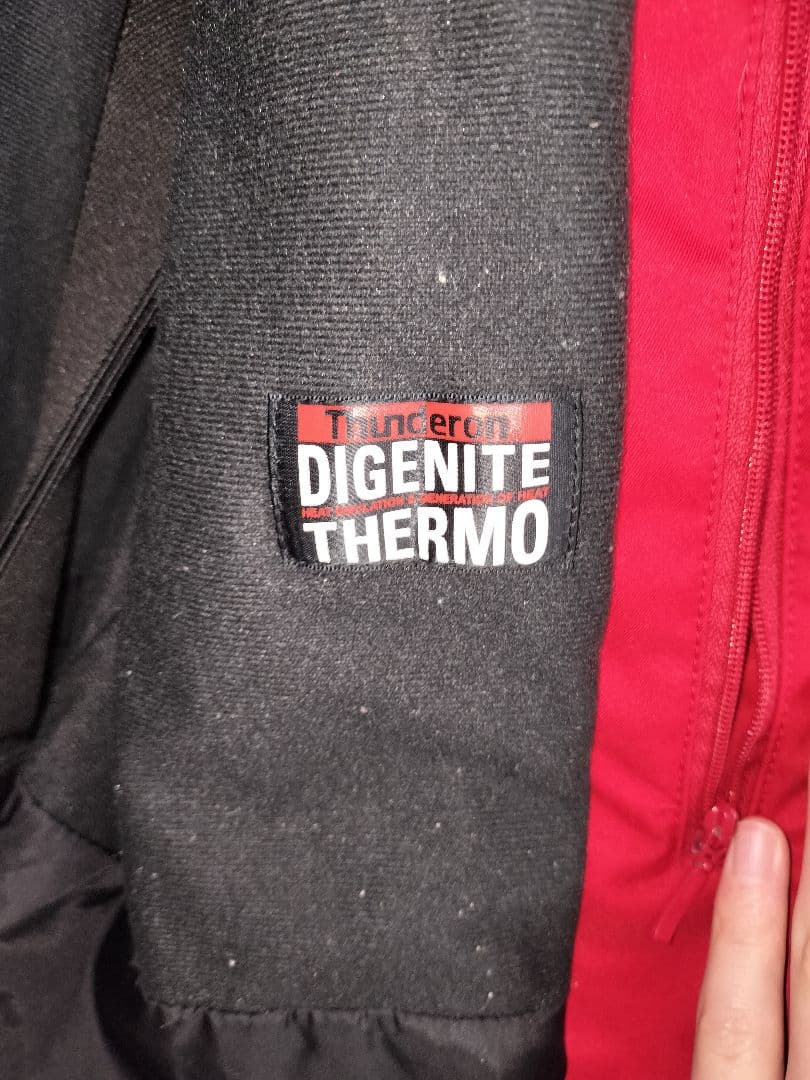 Thunderon
DIGENITE
HEAT INSULATION & GENERATION OF HEAT
THERMO